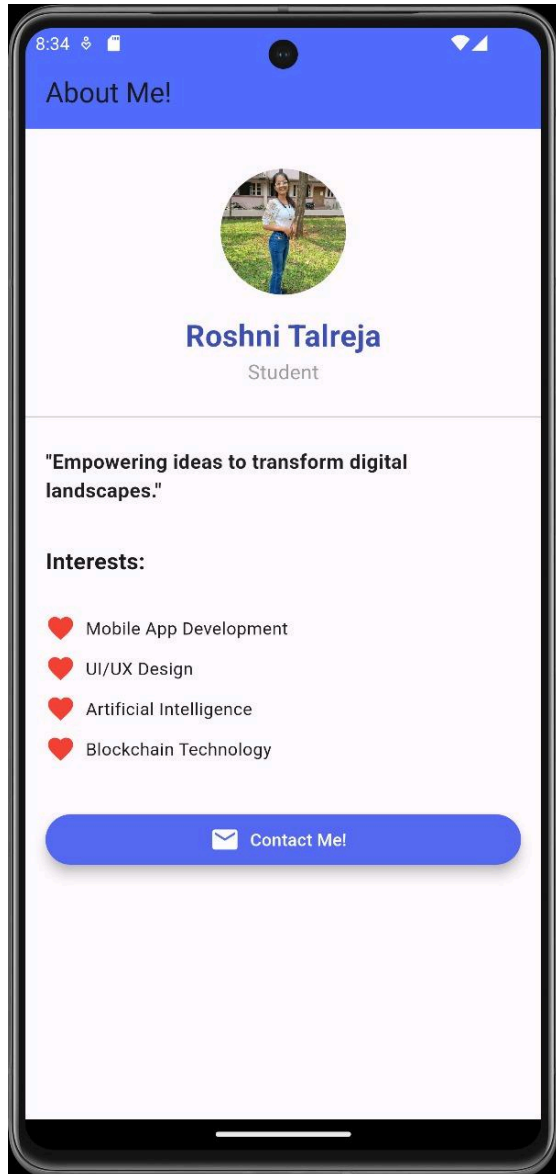 8:34
About Me!
Roshni Talreja
Student
"Empowering ideas to transform digital
landscapes."
Interests:
Mobile App Development
UI/UX Design
Artificial Intelligence
Blockchain Technology
Contact Me!